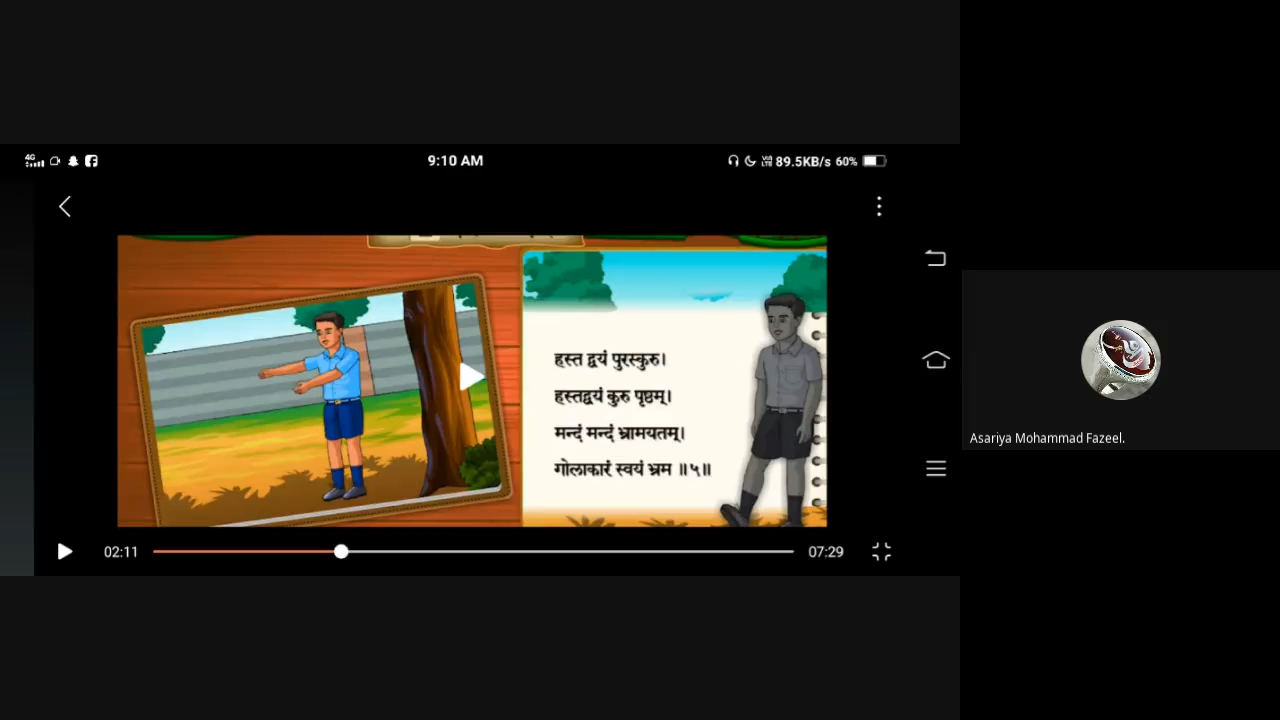 4G
9:10 AM
89.5KB/s 60%
हस्त द्वयं पुरस्कुरु।
हस्तद्वयं कुरु पृष्ठम्।
मन्दं मन्दं भ्रामयतम्।
गोलाकारं स्वयं भ्रम ॥५॥
02:11
07:29
Asariya Mohammad Fazeel.